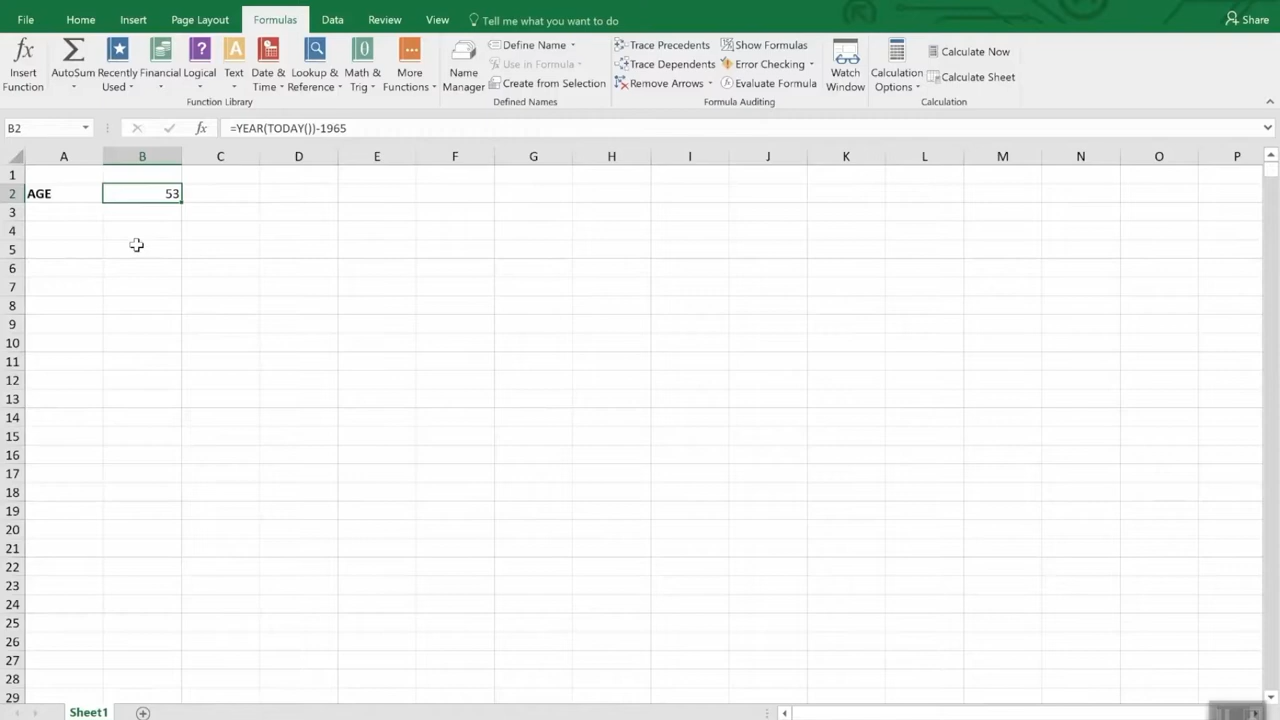 File Home Insert Page Layout Formulas Data Review View Tell me what you want to do Share
Insert Function
AutoSum
Recently Used
Financial
Logical
Text
Date & Time
Lookup & Reference
Math & Trig
More Functions
Function Library
Name Manager
Define Name
Use in Formula
Create from Selection
Defined Names
Trace Precedents
Trace Dependents
Remove Arrows
Show Formulas
Error Checking
Evaluate Formula
Formula Auditing
Watch Window
Calculation Options
Calculate Now
Calculate Sheet
Calculation
B2 fx =YEAR(TODAY())-1965
A B C D E F G H I J K L M N O P
1
2 AGE 53
3
4
5
6
7
8
9
10
11
12
13
14
15
16
17
18
19
20
21
22
23
24
25
26
27
28
29
Sheet1